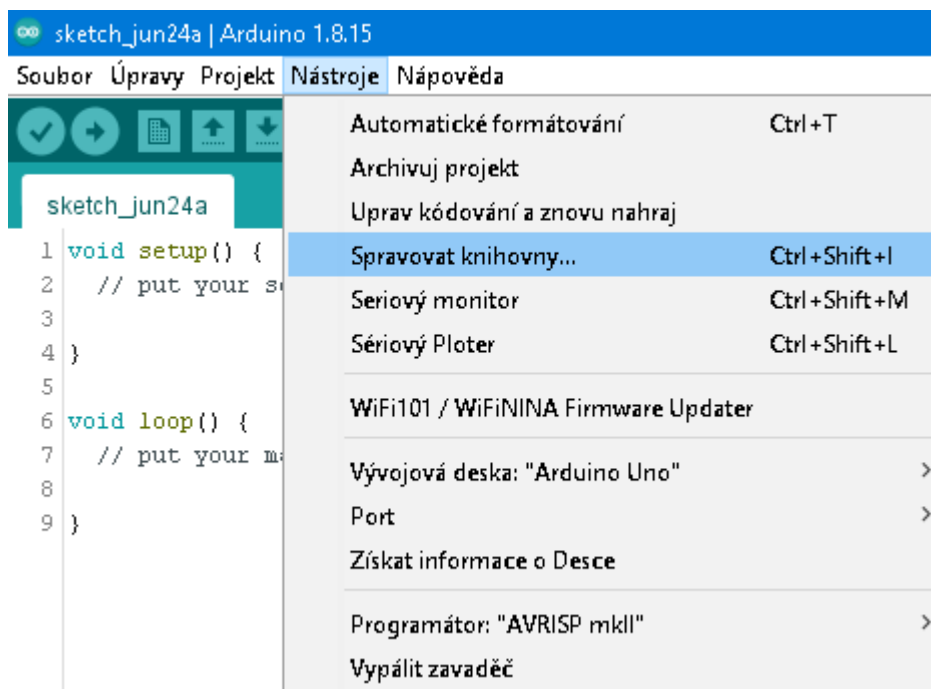 sketch_jun24a | Arduino 1.8.15
Soubor Úpravy Projekt Nástroje Nápověda
Automatické formátování Ctrl+T
Archivuj projekt
Uprav kódování a znovu nahraj
Spravovat knihovny... Ctrl+Shift+I
Seriový monitor Ctrl+Shift+M
Sériový Ploter Ctrl+Shift+L
WiFi101 / WiFiNINA Firmware Updater
Vývojová deska: "Arduino Uno"
Port
Získat informace o Desce
Programátor: "AVRISP mkII"
Vypálit zavaděč
sketch_jun24a
1 void setup() {
2 // put your
3
4 }
5
6 void loop() {
7 // put your
8
9 }